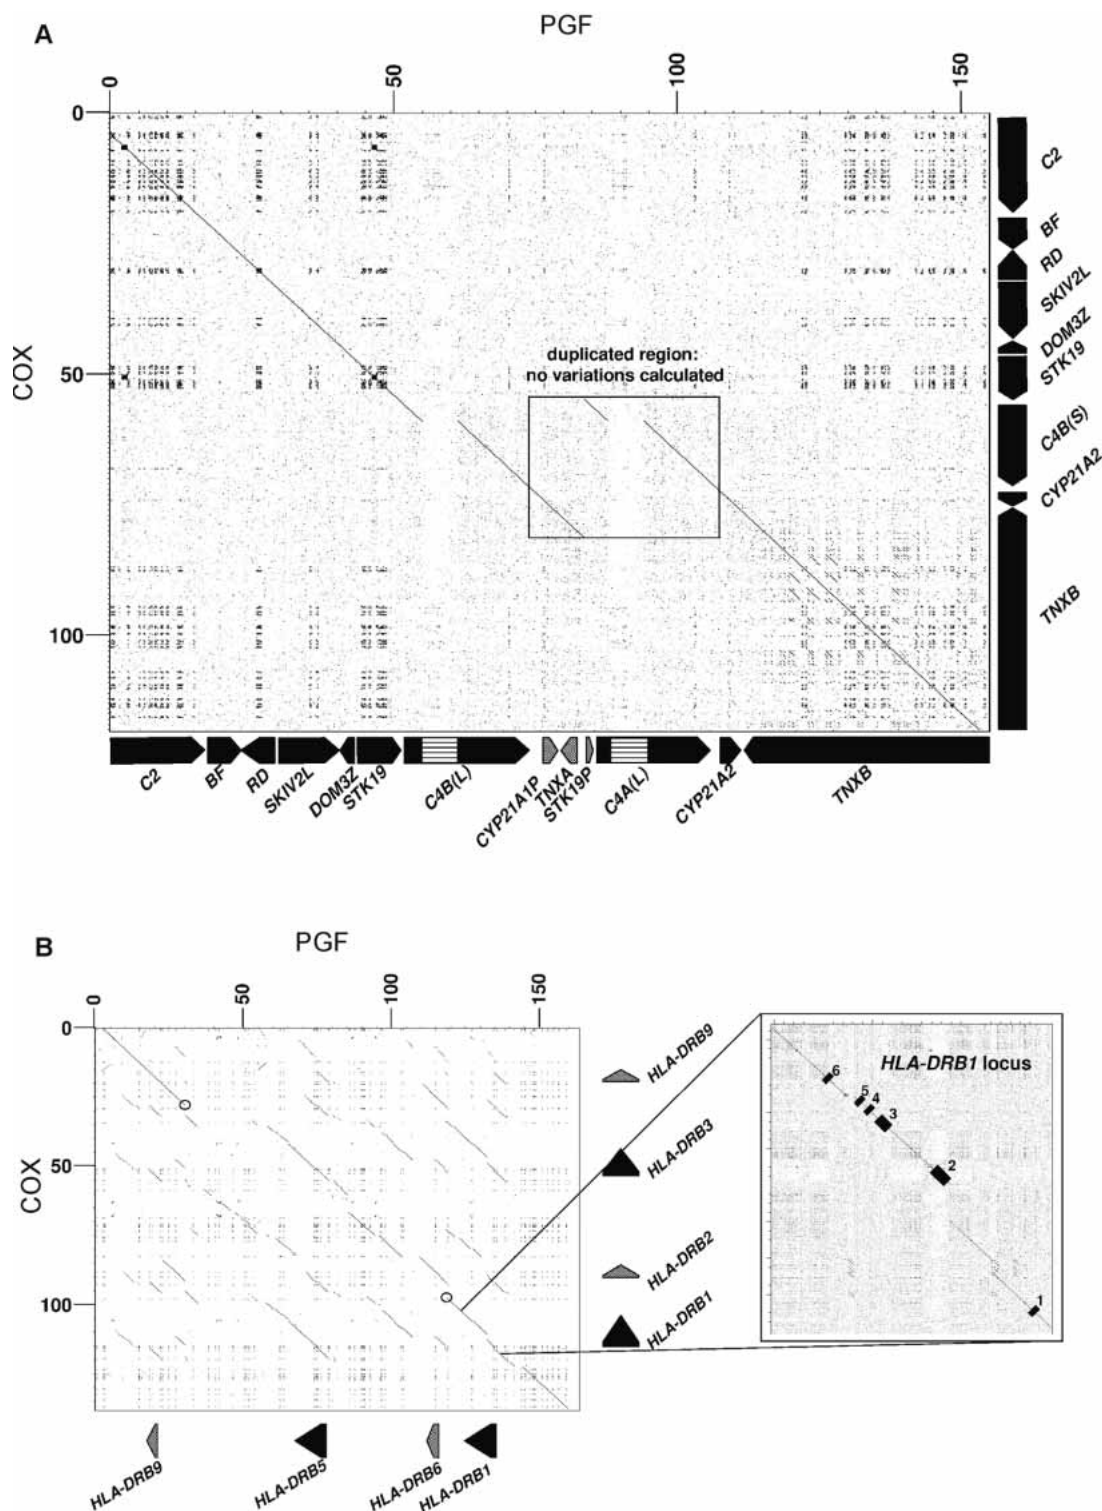 A
PGF
0
50
100
150
0
50
100
COX
duplicated region:
no variations calculated
C2
BF
RD
SKIV2L
DOM3Z
STK19
C4B(S)
CYP21A2
TNXB
C2
BF
RD
SKIV2L
DOM3Z
STK19
C4B(L)
CYP21A1P
TNXA
STK19P
C4A(L)
CYP21A2
TNXB
B
PGF
0
50
100
150
0
50
100
COX
HLA-DRB9
HLA-DRB3
HLA-DRB2
HLA-DRB1
HLA-DRB9
HLA-DRB5
HLA-DRB6
HLA-DRB1
HLA-DRB1 locus
6
5
4
3
2
1